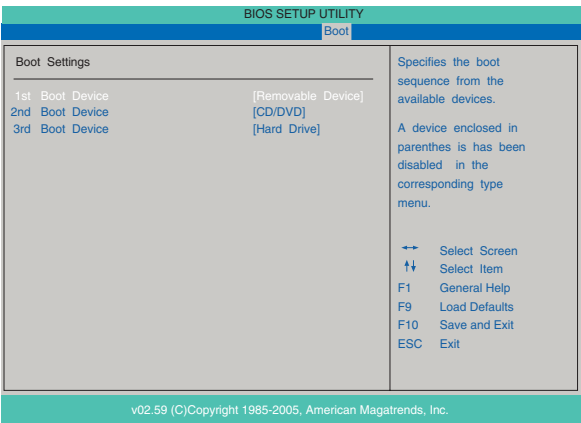 BIOS SETUP UTILITY
Boot
Boot Settings
1st Boot Device [Removable Device]
2nd Boot Device [CD/DVD]
3rd Boot Device [Hard Drive]
Specifies the boot
sequence from the
available devices.
A device enclosed in
parenthes is has been
disabled in the
corresponding type
menu.
Select Screen
Select Item
F1 General Help
F9 Load Defaults
F10 Save and Exit
ESC Exit
v02.59 (C)Copyright 1985-2005, American Magatrends, Inc.